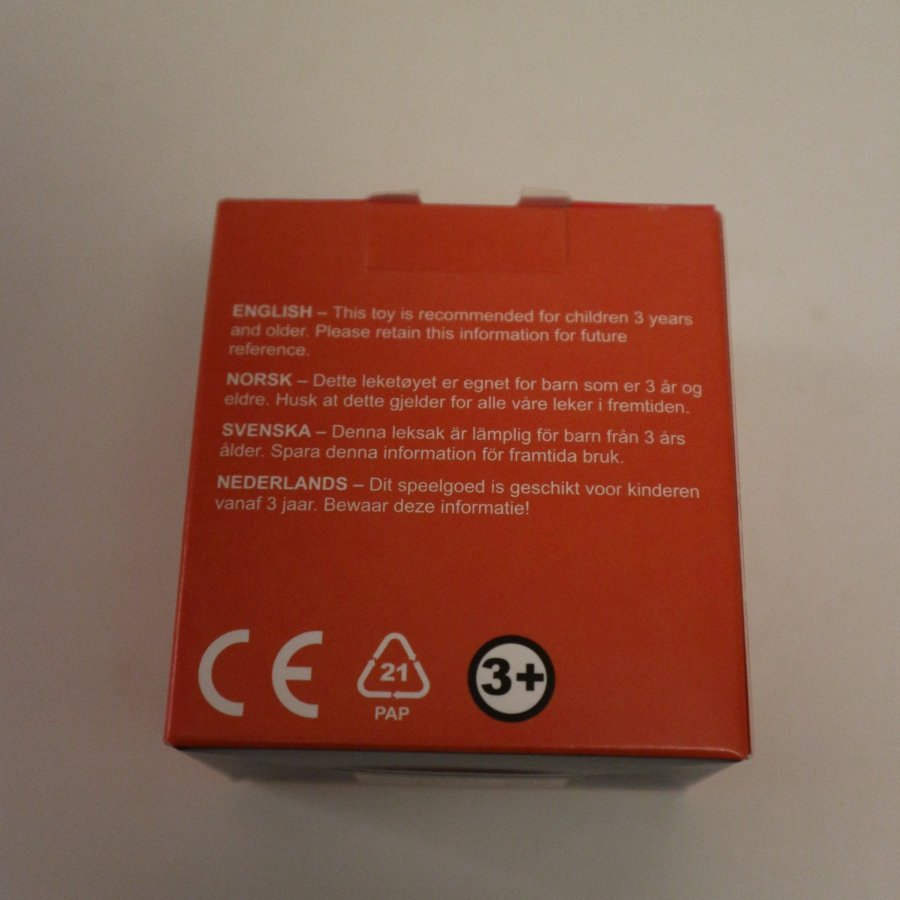 ENGLISH – This toy is recommended for children 3 years
and older. Please retain this information for future
reference.
NORSK – Dette leketøyet er egnet for barn som er 3 år og
eldre. Husk at dette gjelder for alle våre leker i fremtiden.
SVENSKA – Denna leksak är lämplig för barn från 3 års
ålder. Spara denna information för framtida bruk.
NEDERLANDS – Dit speelgoed is geschikt voor kinderen
vanaf 3 jaar. Bewaar deze informatie!
CE
21
PAP
3+